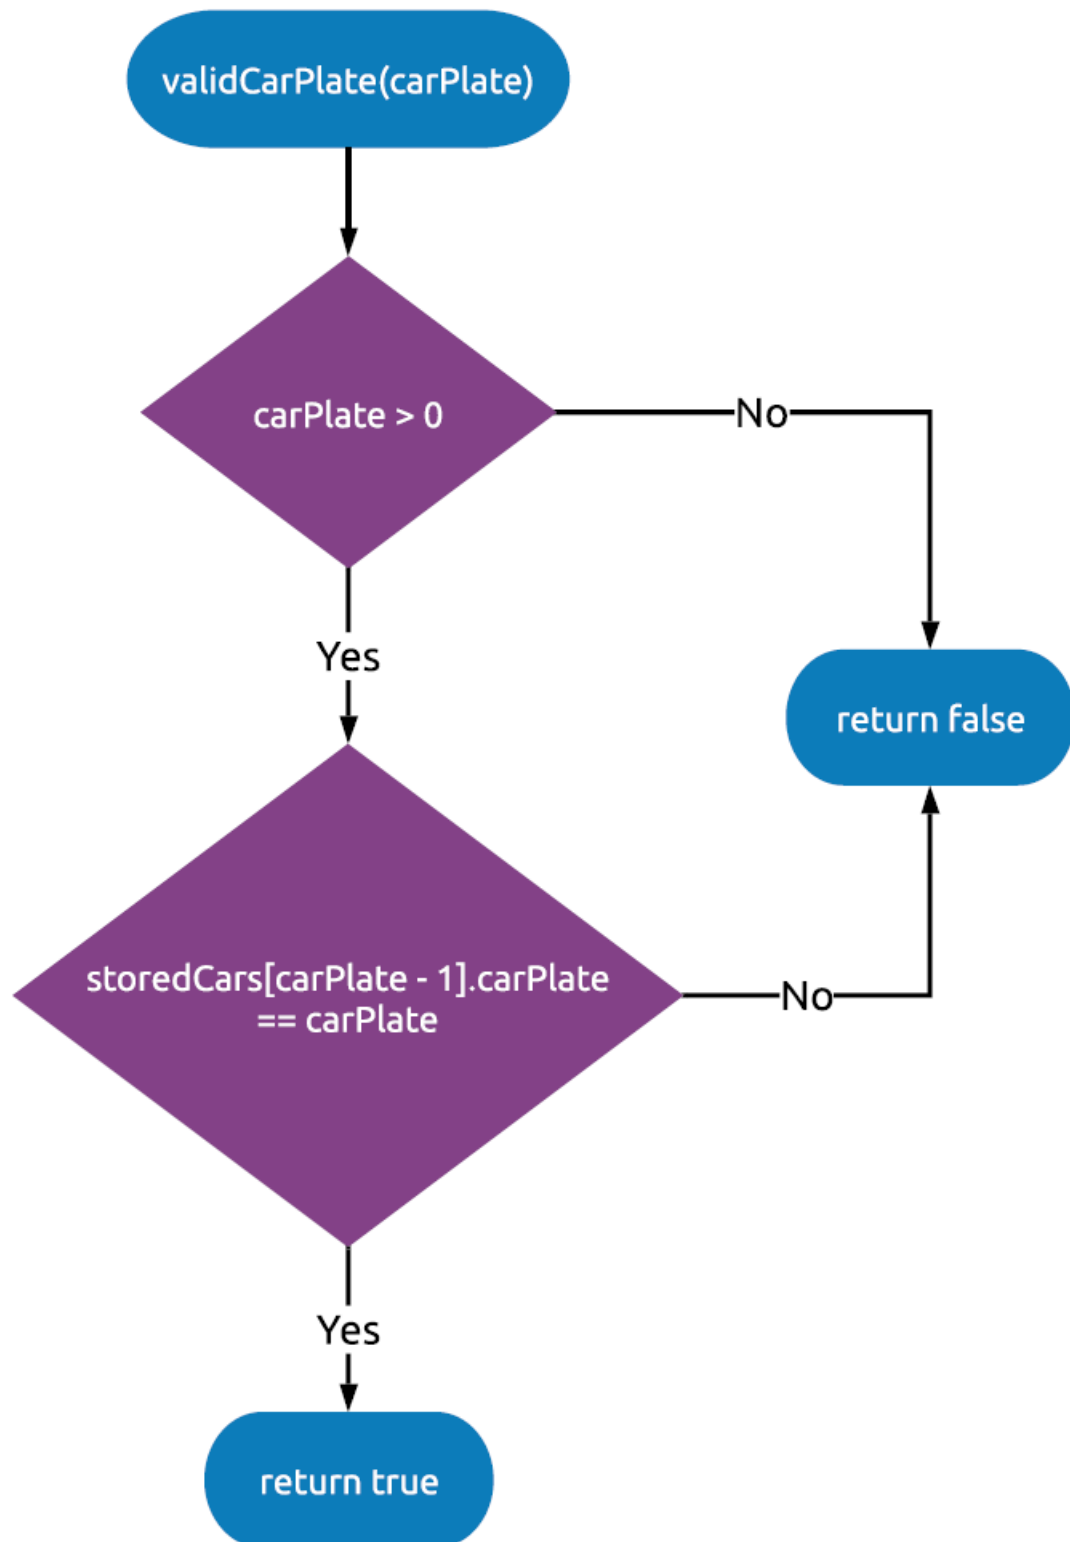 validCarPlate(carPlate)
carPlate > 0
No
Yes
return false
storedCars[carPlate - 1].carPlate
== carPlate
No
Yes
return true